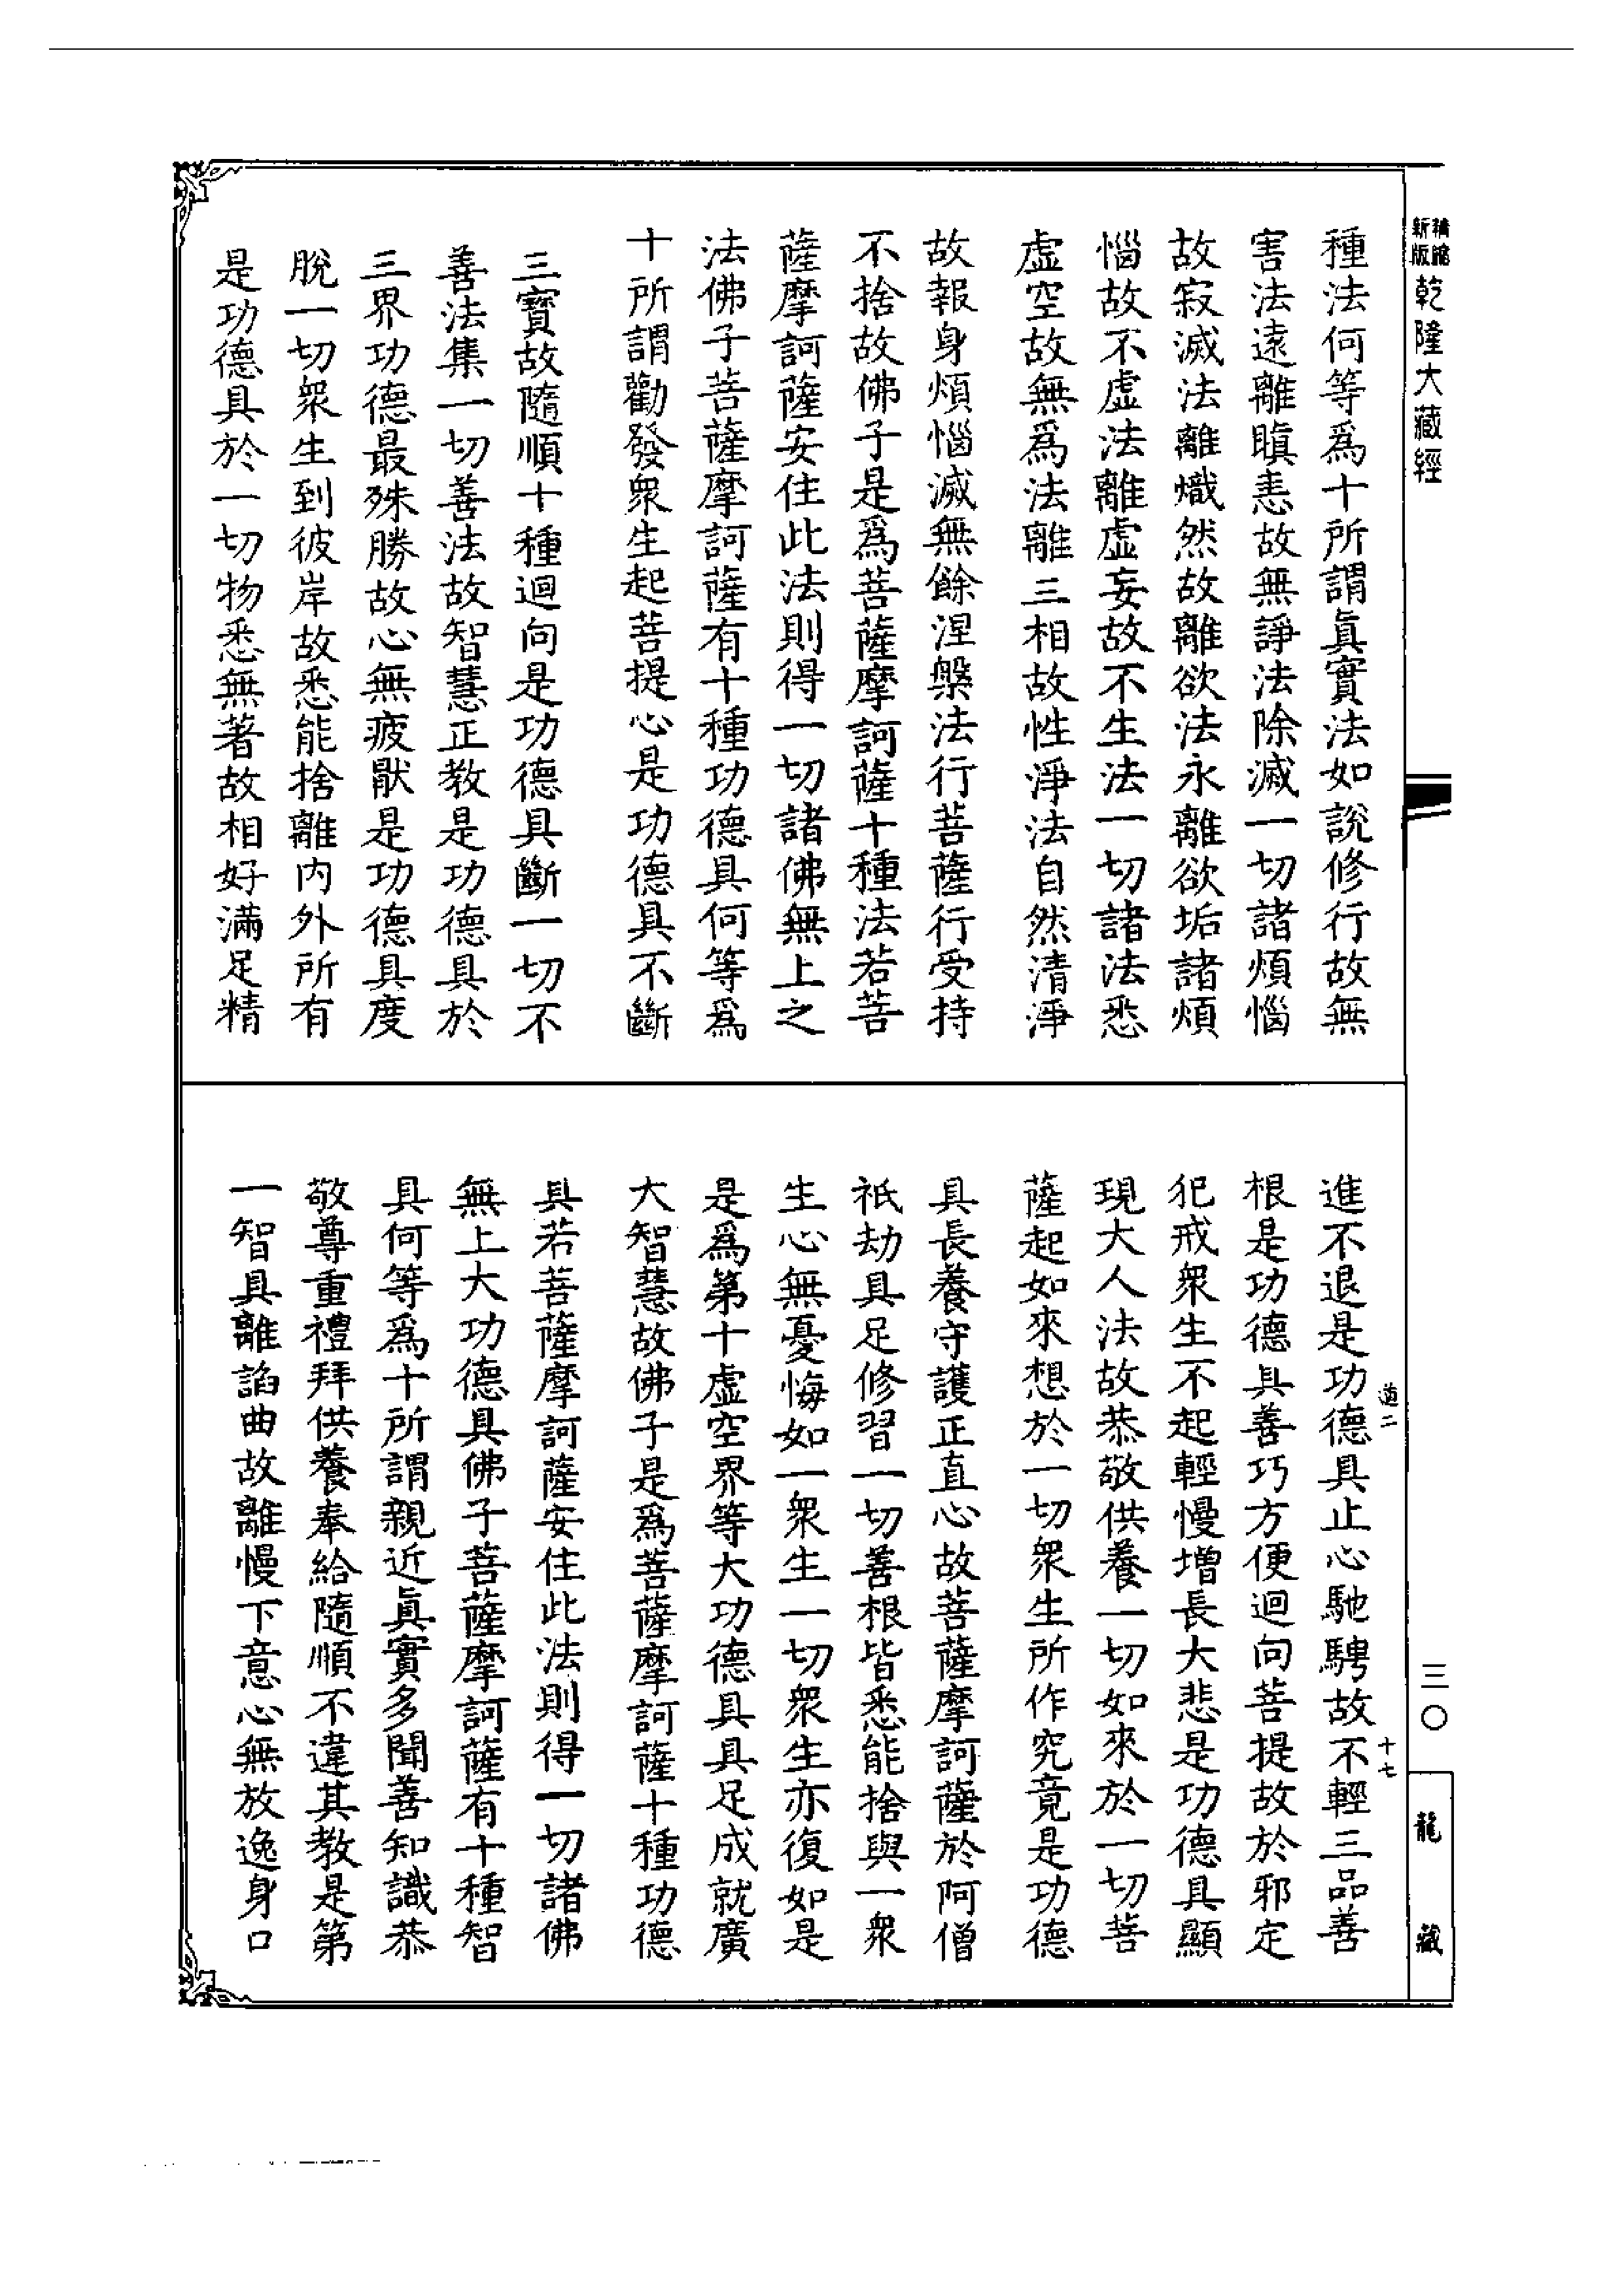 精縮
新版
乾隆大藏經
種法何等爲十所謂眞實法如說修行故無
害法遠離瞋恚故無諍法除滅一切諸煩惱
故寂滅法離熾然故離欲法永離欲垢諸煩
惱故不虛法離虛妄故不生法一切諸法悉
虛空故無爲法離三相故性淨法自然清淨
故報身煩惱滅無餘涅槃法行菩薩行受持
不捨故佛子是爲菩薩摩訶薩十種法若菩
薩摩訶薩安住此法則得一切諸佛無上之
法佛子菩薩摩訶薩有十種功德具何等爲
十所謂勸發衆生起菩提心是功德具不斷
三寶故隨順十種迴向是功德具斷一切不
善法集一切善法故智慧正教是功德具於
三界功德最殊勝故心無疲猒是功德具度
脫一切衆生到彼岸故悉能捨離內外所有
是功德具於一切物悉無著故相好滿足精
進不退是功德具止心馳騁故不輕三品善
根是功德具善巧方便迴向菩提故於邪定
犯戒衆生不起輕慢增長大悲是功德具顯
現大人法故恭敬供養一切如來於一切菩
薩起如來想於一切衆生所作究竟是功德
具長養守護正直心故菩薩摩訶薩於阿僧
祇劫具足修習一切善根皆悉能捨與一衆
生心無憂悔如一衆生一切衆生亦復如是
是爲第十虛空界等大功德具具足成就廣
大智慧故佛子是爲菩薩摩訶薩十種功德
具若菩薩摩訶薩安住此法則得一切諸佛
無上大功德具佛子菩薩摩訶薩有十種智
具何等爲十所謂親近眞實多聞善知識恭
敬尊重禮拜供養奉給隨順不違其教是第
一智具離諂曲故離慢下意心無放逸身口
十七
三〇
龍藏